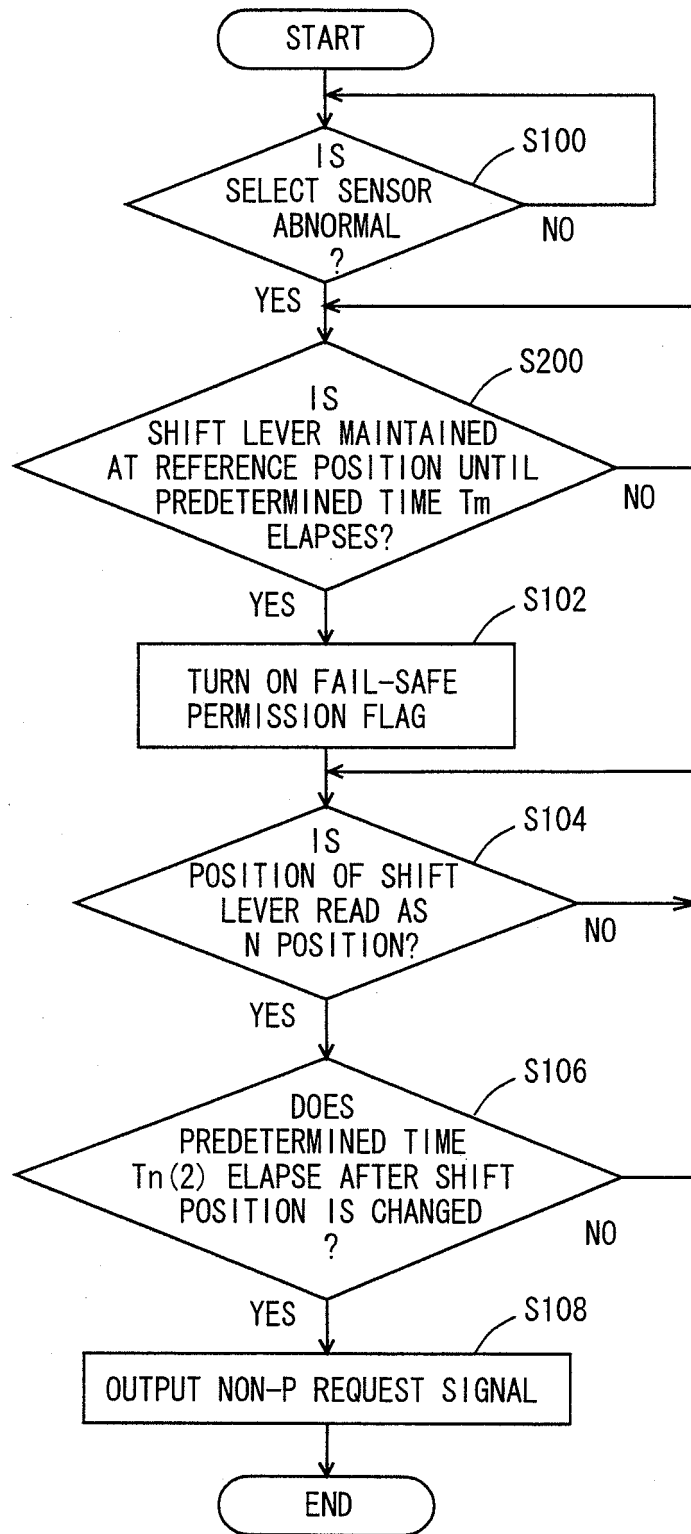 START
IS
SELECT SENSOR
ABNORMAL
?
S100
NO
YES
IS
SHIFT LEVER MAINTAINED
AT REFERENCE POSITION UNTIL
PREDETERMINED TIME Tm
ELAPSES?
S200
NO
YES
S102
TURN ON FAIL-SAFE
PERMISSION FLAG
IS
POSITION OF SHIFT
LEVER READ AS
N POSITION?
S104
NO
YES
DOES
PREDETERMINED TIME
Tn(2) ELAPSE AFTER SHIFT
POSITION IS CHANGED
?
S106
NO
YES
S108
OUTPUT NON-P REQUEST SIGNAL
END